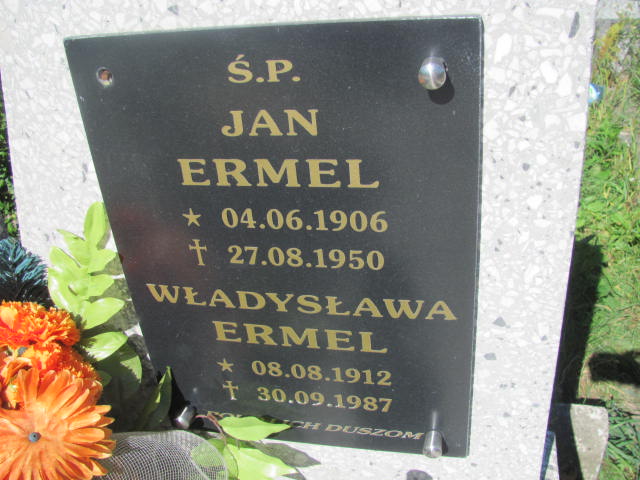 Ś.P.
JAN
ERMEL
★ 04.06.1906
✝ 27.08.1950
WŁADYSŁAWA
ERMEL
★ 08.08.1912
✝ 30.09.1987
DUSZOM